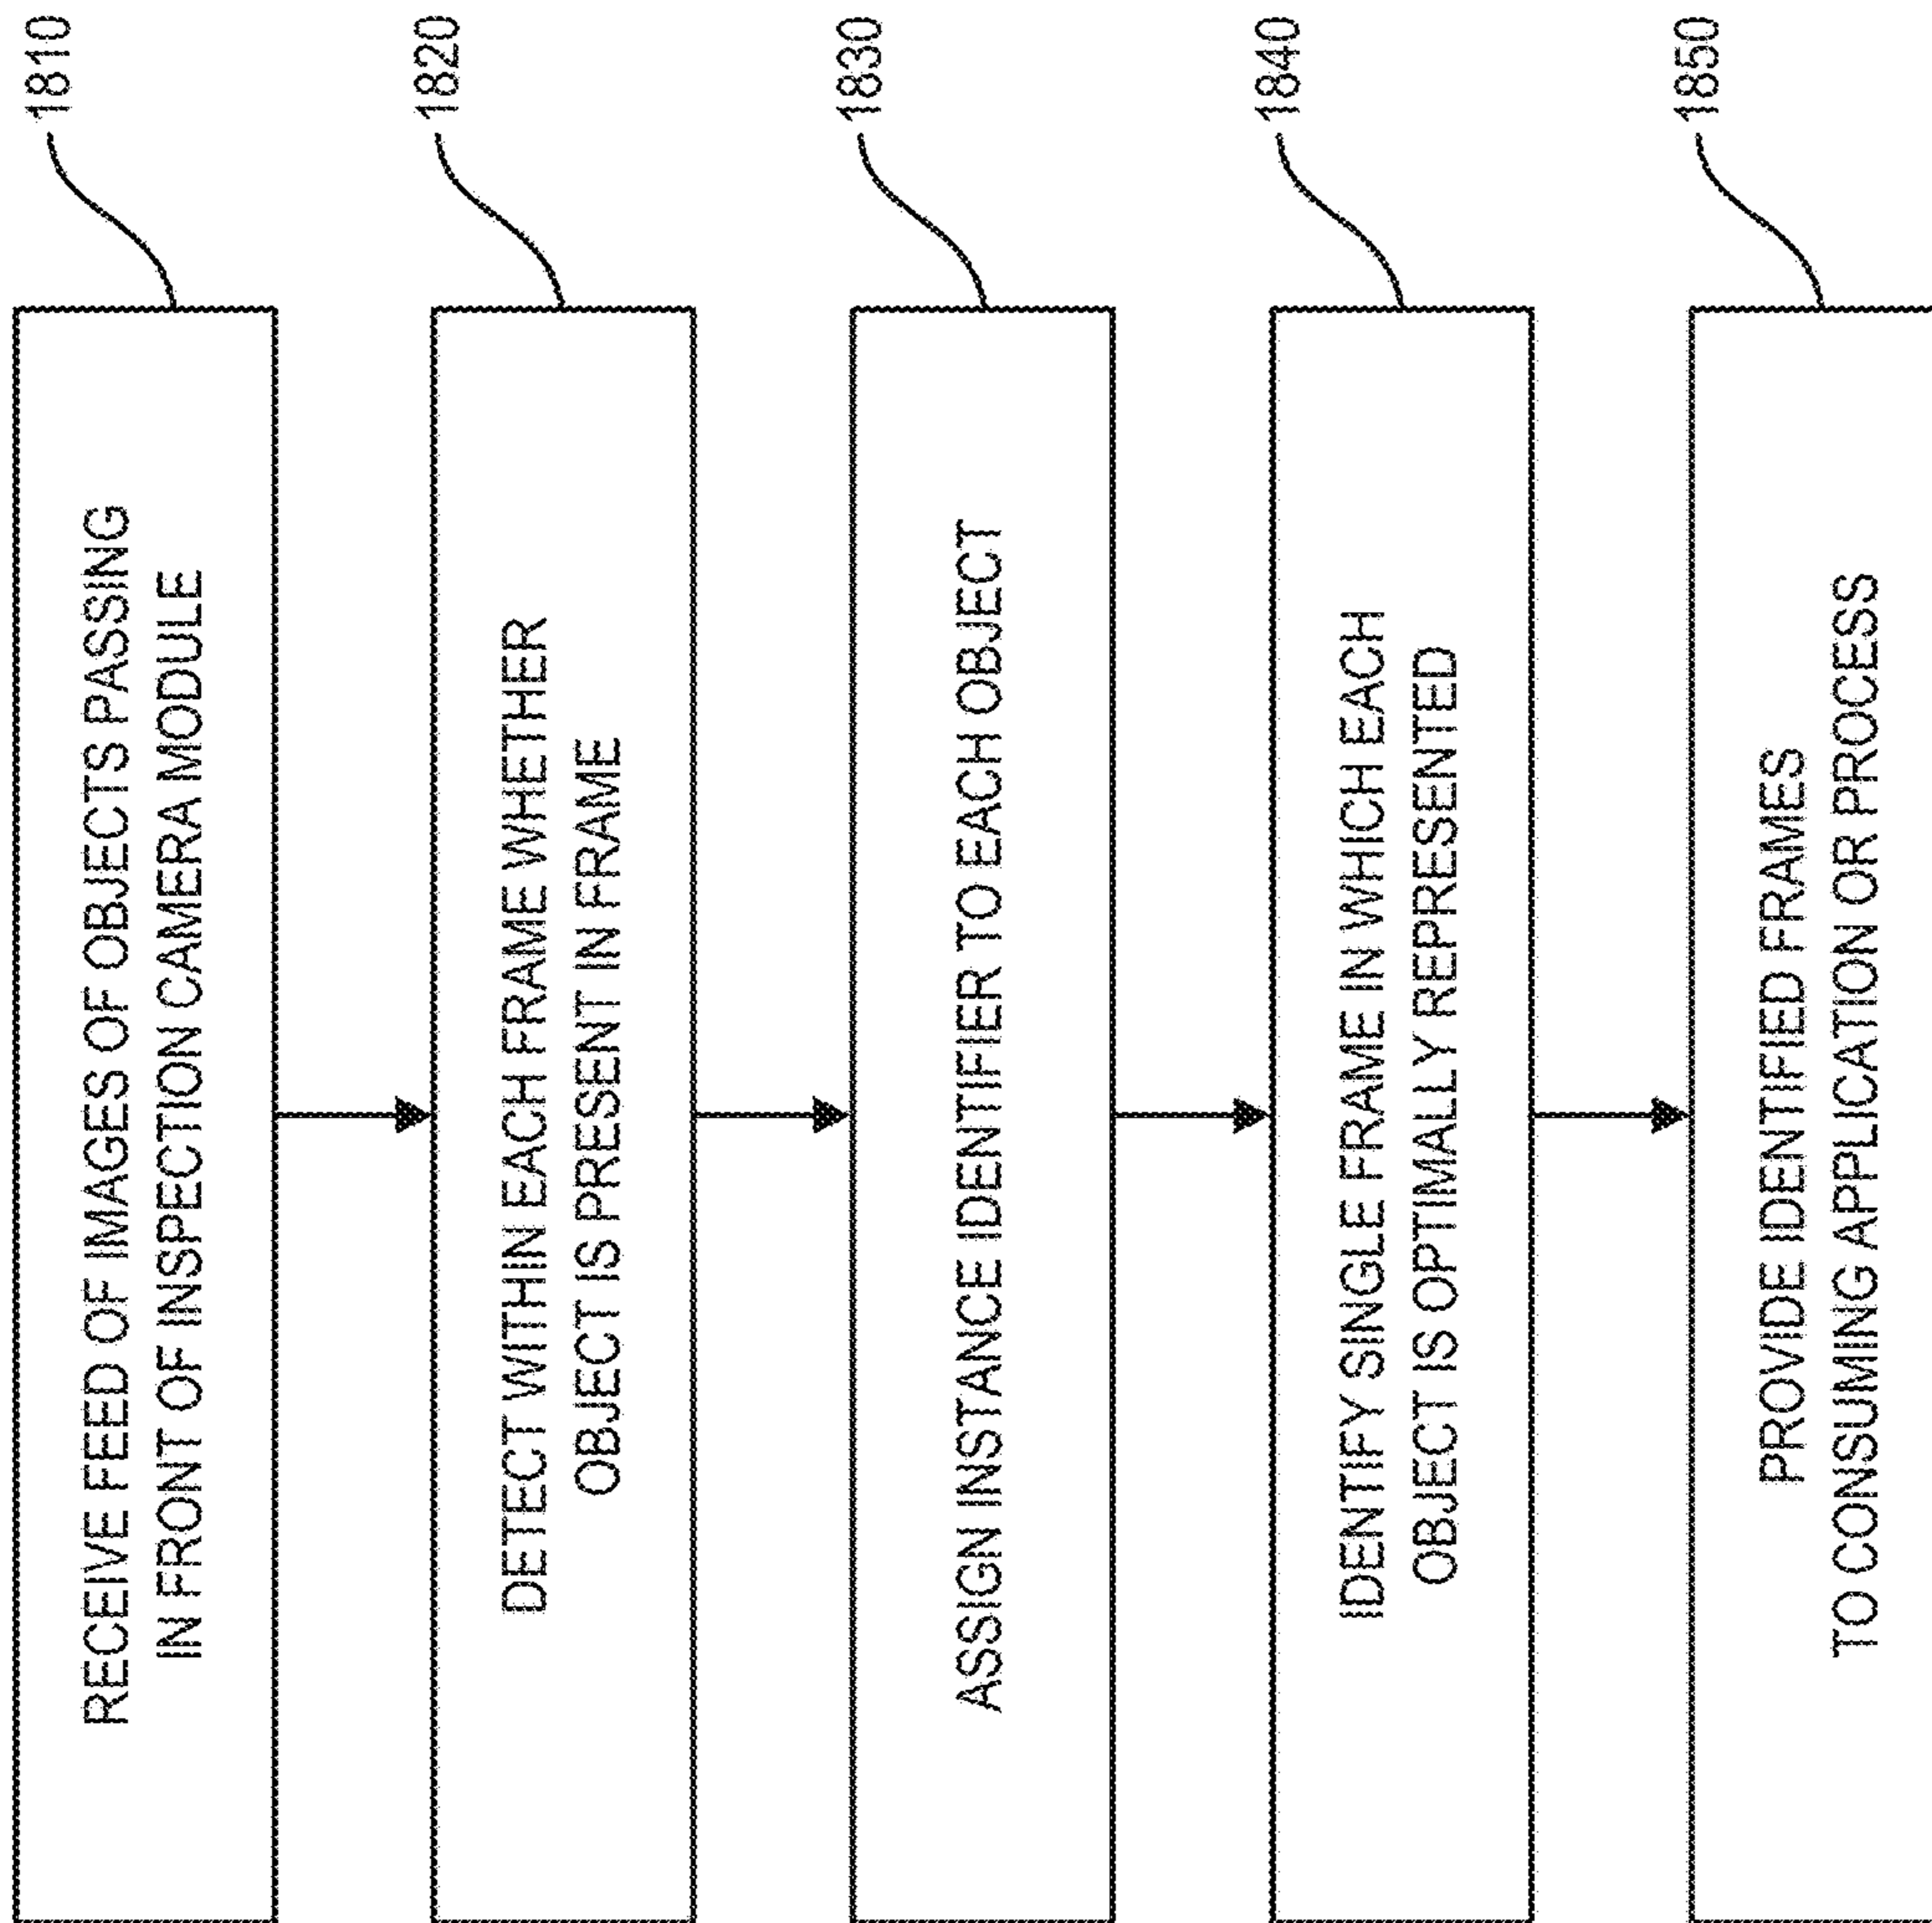 RECEIVE FEED OF IMAGES OF OBJECTS PASSING
IN FRONT OF INSPECTION CAMERA MODULE
1810
DETECT WITHIN EACH FRAME WHETHER
OBJECT IS PRESENT IN FRAME
1820
ASSIGN INSTANCE IDENTIFIER TO EACH OBJECT
1830
IDENTIFY SINGLE FRAME IN WHICH EACH
OBJECT IS OPTIMALLY REPRESENTED
1840
PROVIDE IDENTIFIED FRAMES
TO CONSUMING APPLICATION OR PROCESS
1850